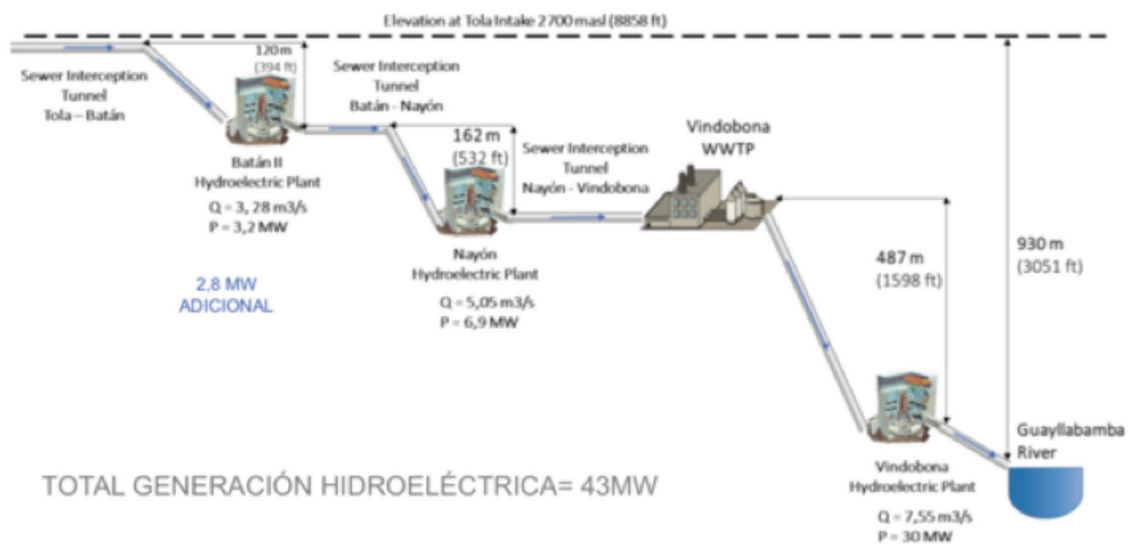 Elevation at Tola Intake 2700 masl (8858 ft)
120 m
(394 ft)
Sewer Interception
Tunnel
Tola – Batán
Sewer Interception
Tunnel
Batán - Nayón
Batán II
Hydroelectric Plant
Q = 3, 28 m3/s
P = 3,2 MW
2,8 MW
ADICIONAL
162 m
(532 ft)
Nayón
Hydroelectric Plant
Q = 5,05 m3/s
P = 6,9 MW
Sewer Interception
Tunnel
Nayón - Vindobona
Vindobona
WWTP
487 m
(1598 ft)
930 m
(3051 ft)
Vindobona
Hydroelectric Plant
Q = 7,55 m3/s
P = 30 MW
Guayllabamba
River
TOTAL GENERACIÓN HIDROELÉCTRICA= 43MW